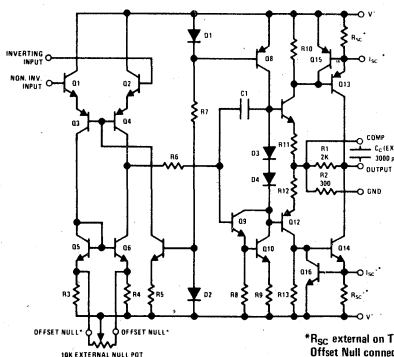 V+
D1
R10
RSC*
INVERTING
INPUT
Q8
Q15
ISC*
Q1
Q2
Q13
NON. INV.
INPUT
C1
Q3
Q4
R7
COMP
R11
R1
2K
CC(EX
3000 p
D3
R6
OUTPUT
R2
300
D4
R12
GND
Q9
Q12
Q5
Q6
Q10
Q14
Q16
ISC*
R3
R4
R5
D2
R8
R9
R13
RSC*
V-
OFFSET NULL*
OFFSET NULL*
10K EXTERNAL NULL POT
*RSC external on T
Offset Null connec